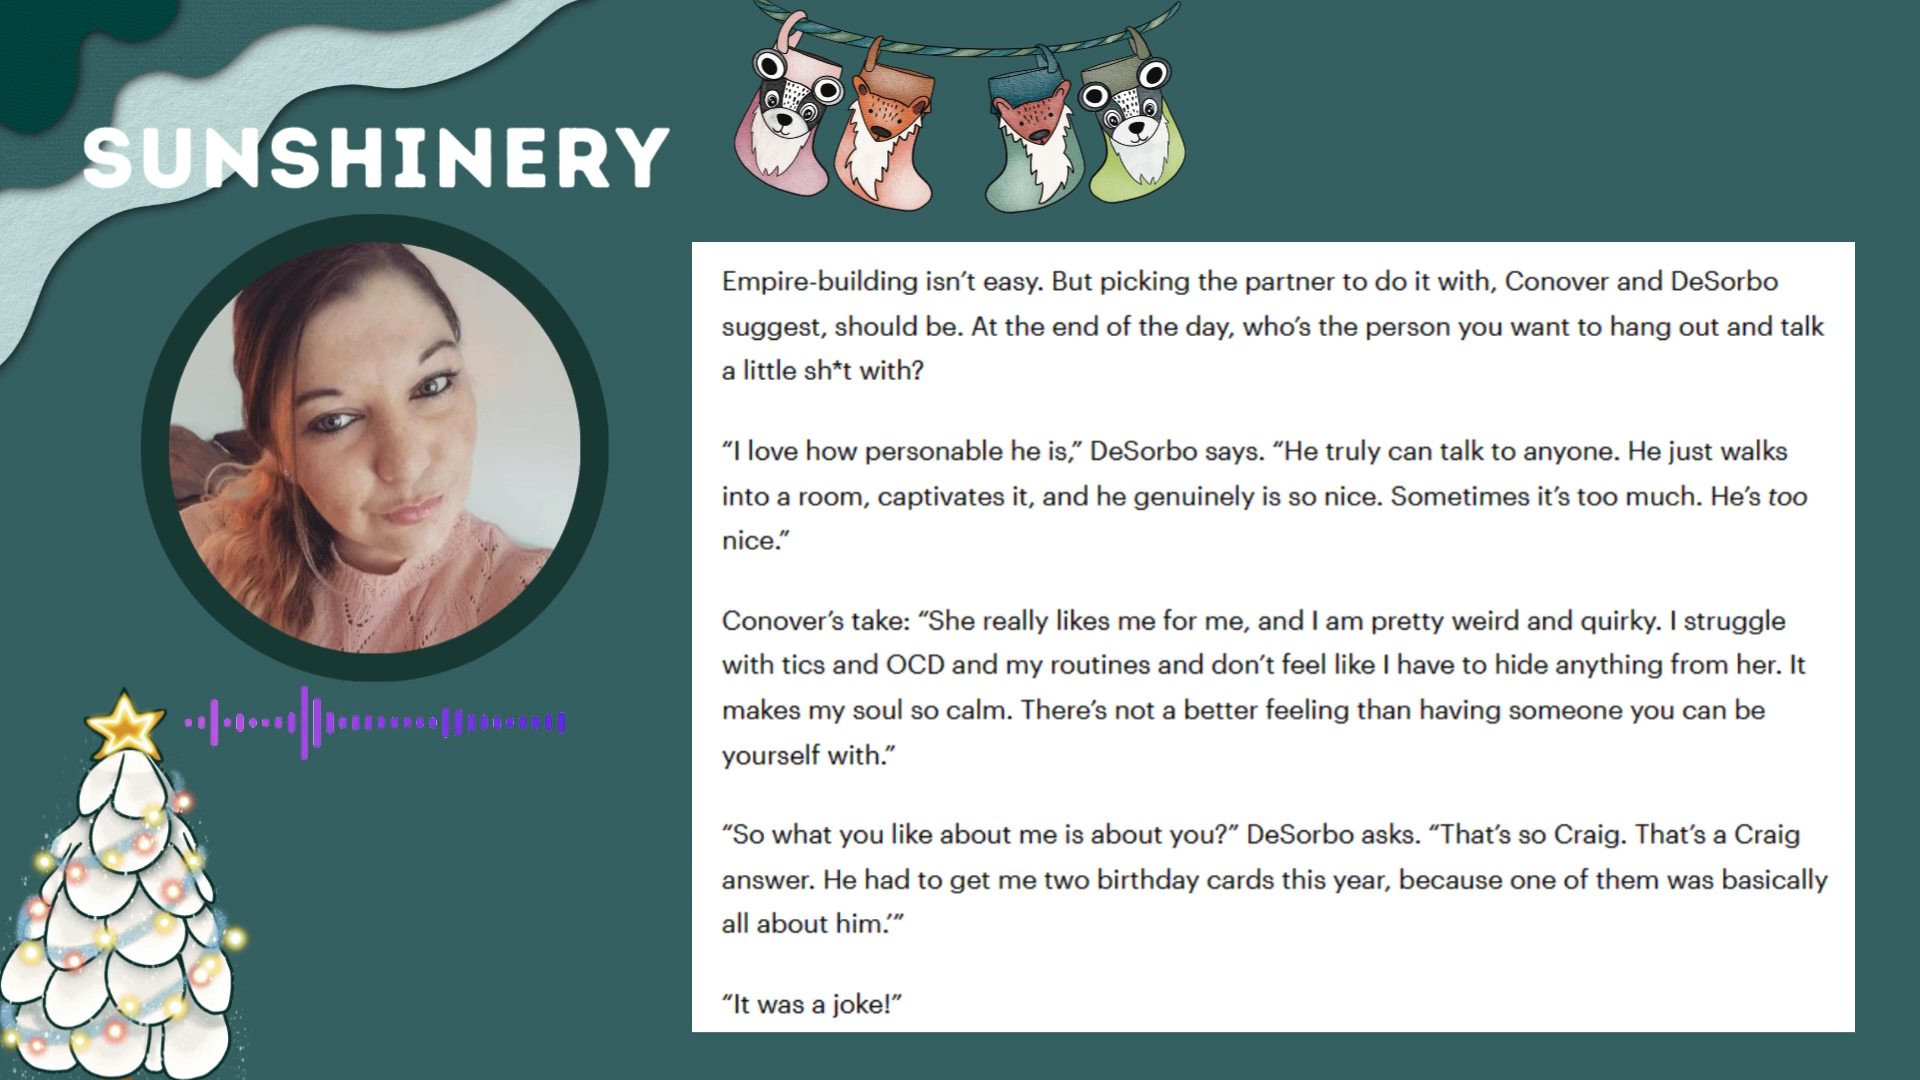 SUNSHINERY
Empire-building isn’t easy. But picking the partner to do it with, Conover and DeSorbo
suggest, should be. At the end of the day, who’s the person you want to hang out and talk
a little sh*t with?
“I love how personable he is,” DeSorbo says. “He truly can talk to anyone. He just walks
into a room, captivates it, and he genuinely is so nice. Sometimes it’s too much. He’s too
nice.”
Conover’s take: “She really likes me for me, and I am pretty weird and quirky. I struggle
with tics and OCD and my routines and don’t feel like I have to hide anything from her. It
makes my soul so calm. There’s not a better feeling than having someone you can be
yourself with.”
“So what you like about me is about you?” DeSorbo asks. “That’s so Craig. That’s a Craig
answer. He had to get me two birthday cards this year, because one of them was basically
all about him.’”
“It was a joke!”